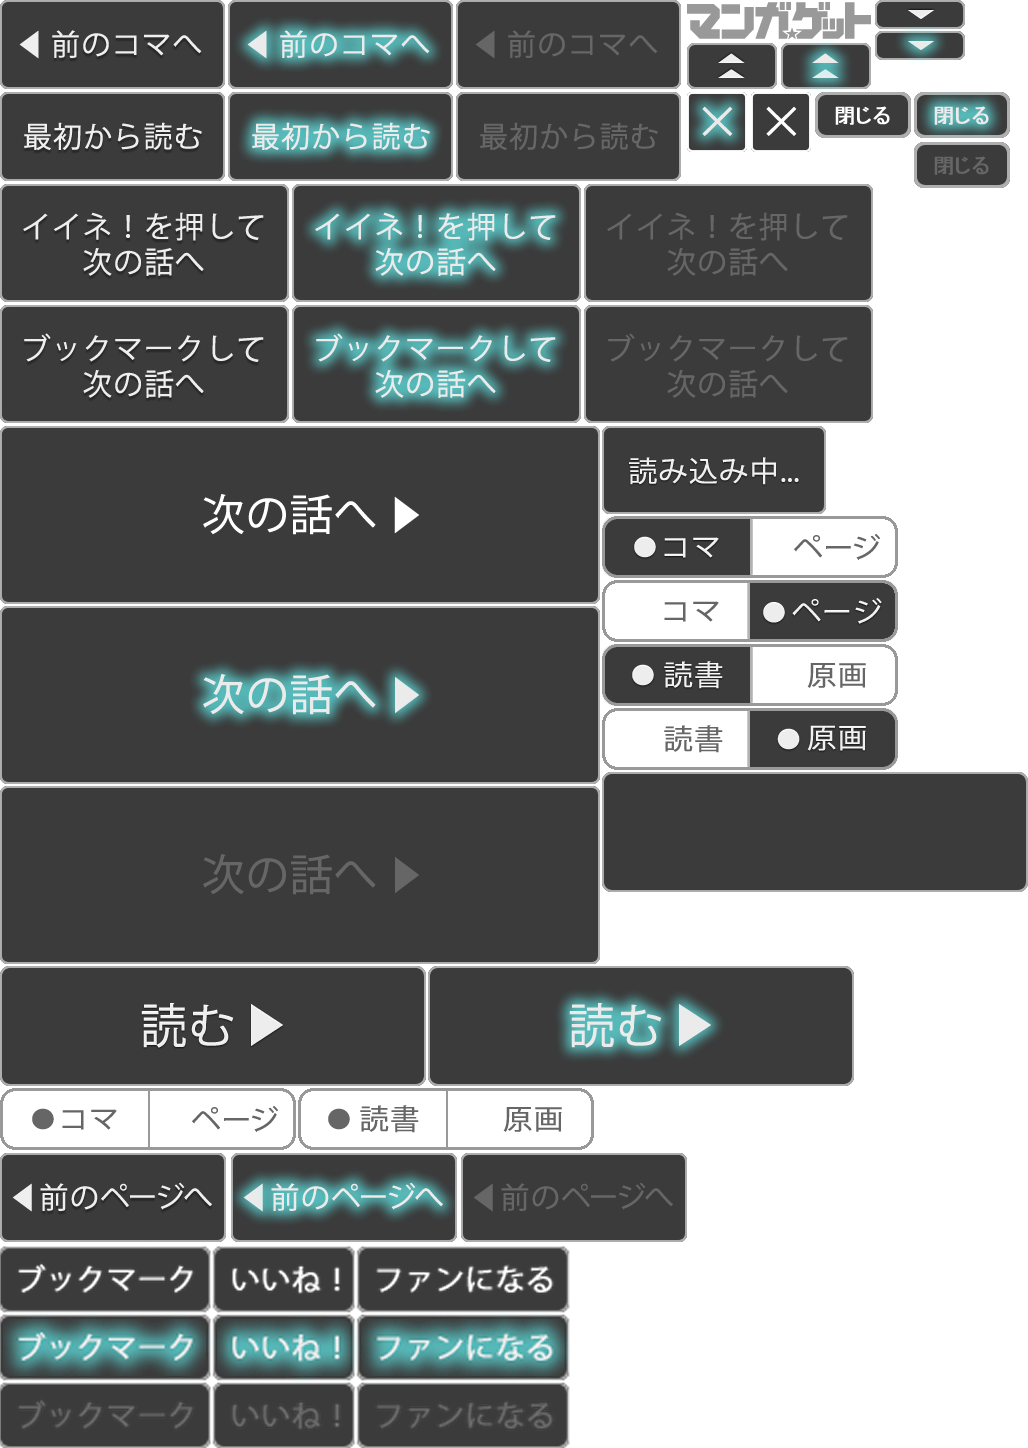 ◀ 前のコマへ
◀ 前のコマへ
◀ 前のコマへ
マンガ☆ゲット
最初から読む
最初から読む
最初から読む
閉じる
閉じる
閉じる
イイネ！を押して
次の話へ
イイネ！を押して
次の話へ
イイネ！を押して
次の話へ
ブックマークして
次の話へ
ブックマークして
次の話へ
ブックマークして
次の話へ
次の話へ ▶
読み込み中...
●コマ ページ
コマ ●ページ
● 読書 原画
読書 ● 原画
次の話へ ▶
次の話へ ▶
読む ▶
読む ▶
●コマ ページ
● 読書 原画
◀前のページへ
◀前のページへ
◀前のページへ
ブックマーク
いいね！
ファンになる
ブックマーク
いいね！
ファンになる
ブックマーク
いいね！
ファンになる